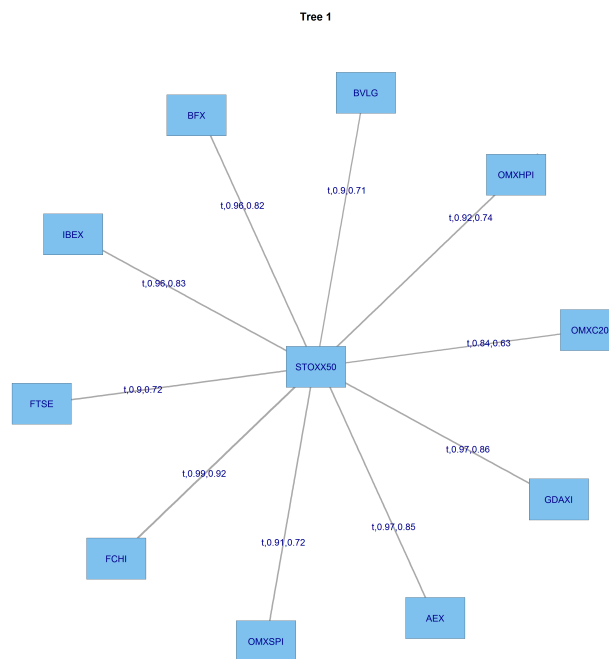 Tree 1
BVLG
BFX
OMXHPI
t,0.9,0.71
t,0.96,0.82
t,0.92,0.74
IBEX
t,0.96,0.83
OMXC20
t,0.84,0.63
STOXX50
t,0.9,0.72
FTSE
t,0.97,0.86
t,0.99,0.92
GDAXI
t,0.91,0.72
t,0.97,0.85
FCHI
AEX
OMXSPI